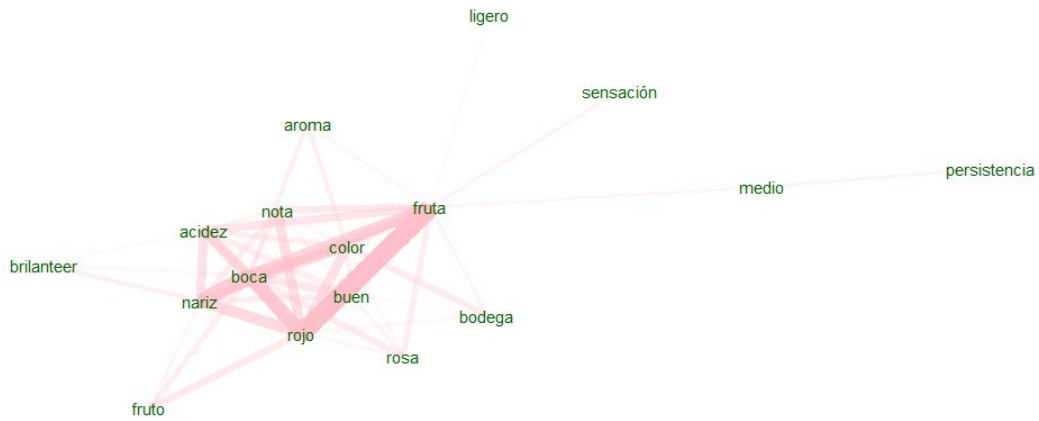 ligero
sensación
aroma
persistencia
medio
fruta
nota
acidez
color
brilanteer
boca
buen
nariz
bodega
rojo
rosa
fruto